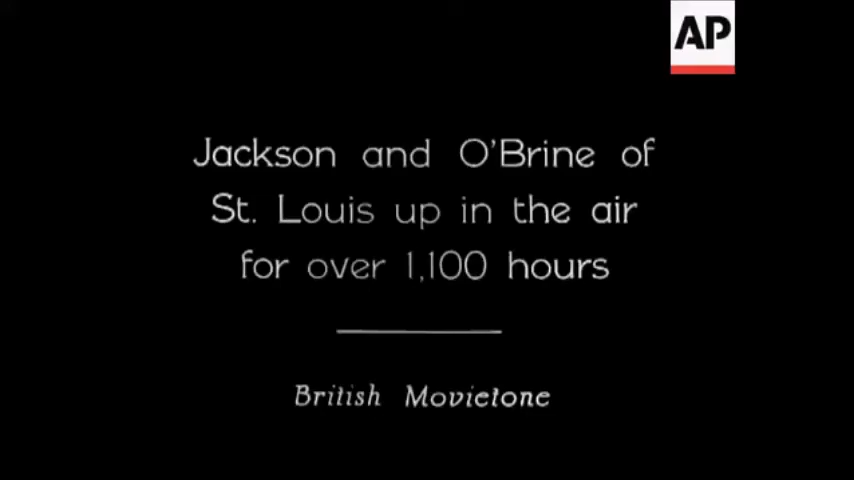 AP
Jackson and O'Brine of
St. Louis up in the air
for over 1,100 hours
British Movietone